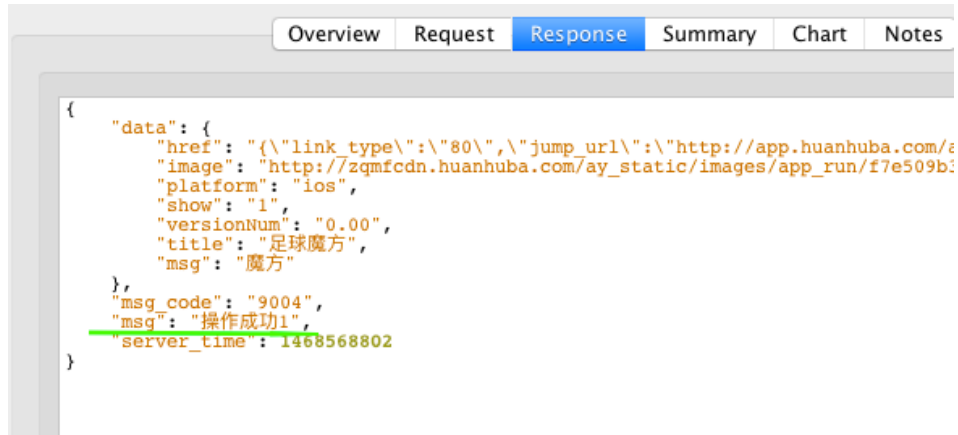 Overview Request Response Summary Chart Notes
{
"data": {
"href": "{\"link_type\":\"80\",\"jump_url\":\"http://app.huanhuba.com/a
"image": "http://zqmfcdn.huanhuba.com/ay_static/images/app_run/f7e509b3
"platform": "ios",
"show": "1",
"versionNum": "0.00",
"title": "足球魔方",
"msg": "魔方"
},
"msg_code": "9004",
"msg": "操作成功1",
"server_time": 1468568802
}